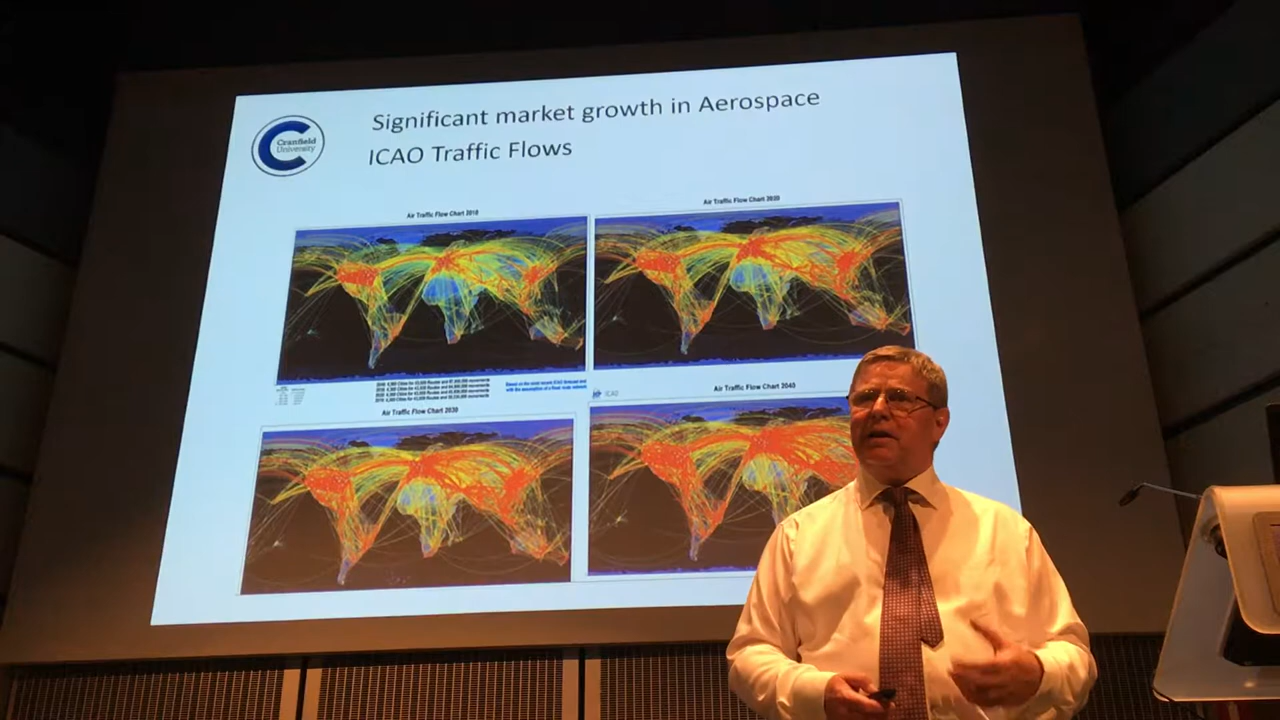 Cranfield
University
Significant market growth in Aerospace
ICAO Traffic Flows
Air Traffic Flow Chart 2010
Air Traffic Flow Chart 2020
ICAO
Air Traffic Flow Chart 2030
Air Traffic Flow Chart 2040